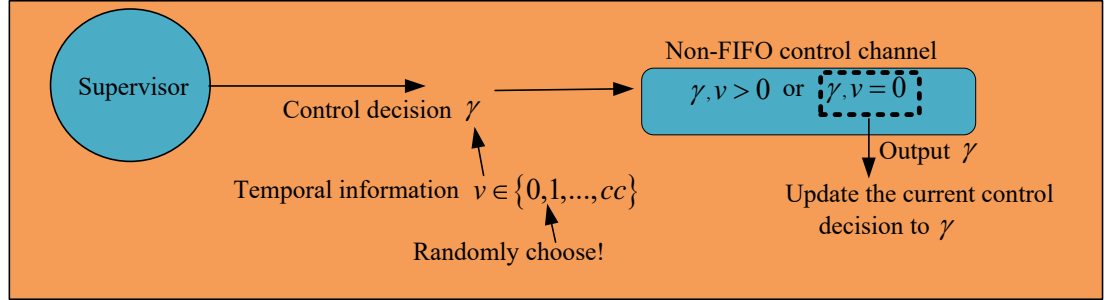 Supervisor
Control decision γ
Temporal information v ∈ {0,1,...,cc}
Randomly choose!
Non-FIFO control channel
γ,v > 0 or γ,v = 0
Output γ
Update the current control
decision to γ